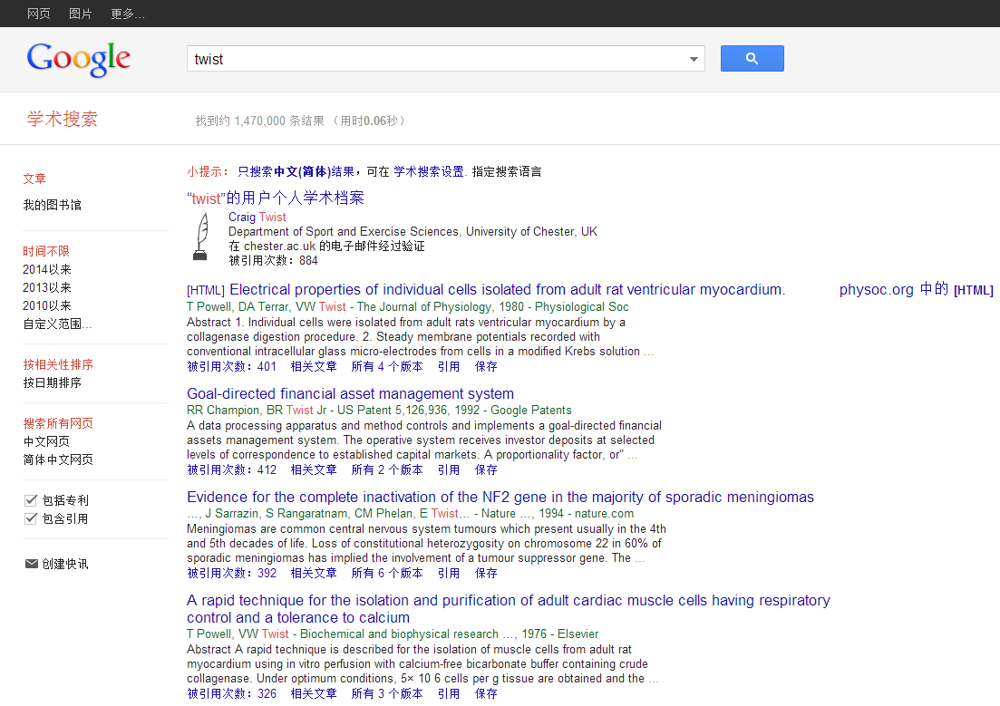 网页 图片 更多...
Google
twist
学术搜索
找到约 1,470,000 条结果 （用时0.06秒）
文章
我的图书馆
时间不限
2014以来
2013以来
2010以来
自定义范围...
按相关性排序
按日期排序
搜索所有网页
中文网页
简体中文网页
包括专利
包含引用
创建快讯
小提示： 只搜索中文(简体)结果，可在 学术搜索设置. 指定搜索语言
“twist”的用户个人学术档案
Craig Twist
Department of Sport and Exercise Sciences, University of Chester, UK
在 chester.ac.uk 的电子邮件经过验证
被引用次数：884
[HTML] Electrical properties of individual cells isolated from adult rat ventricular myocardium.
physoc.org 中的 [HTML]
T Powell, DA Terrar, VW Twist - The Journal of Physiology, 1980 - Physiological Soc
Abstract 1. Individual cells were isolated from adult rats ventricular myocardium by a
collagenase digestion procedure. 2. Steady membrane potentials recorded with
conventional intracellular glass micro-electrodes from cells in a modified Krebs solution ...
被引用次数：401 相关文章 所有 4 个版本 引用 保存
Goal-directed financial asset management system
RR Champion, BR Twist Jr - US Patent 5,126,936, 1992 - Google Patents
A data processing apparatus and method controls and implements a goal-directed financial
assets management system. The operative system receives investor deposits at selected
levels of correspondence to established capital markets. A proportionality factor, or" ...
被引用次数：412 相关文章 所有 2 个版本 引用 保存
Evidence for the complete inactivation of the NF2 gene in the majority of sporadic meningiomas
..., J Sarrazin, S Rangaratnam, CM Phelan, E Twist... - Nature ..., 1994 - nature.com
Meningiomas are common central nervous system tumours which present usually in the 4th
and 5th decades of life. Loss of constitutional heterozygosity on chromosome 22 in 60% of
sporadic meningiomas has implied the involvement of a tumour suppressor gene. The ...
被引用次数：392 相关文章 所有 6 个版本 引用 保存
A rapid technique for the isolation and purification of adult cardiac muscle cells having respiratory
control and a tolerance to calcium
T Powell, VW Twist - Biochemical and biophysical research ..., 1976 - Elsevier
Abstract A rapid technique is described for the isolation of muscle cells from adult rat
myocardium using in vitro perfusion with calcium-free bicarbonate buffer containing crude
collagenase. Under optimum conditions, 5× 10 6 cells per g tissue are obtained and the ...
被引用次数：326 相关文章 所有 3 个版本 引用 保存